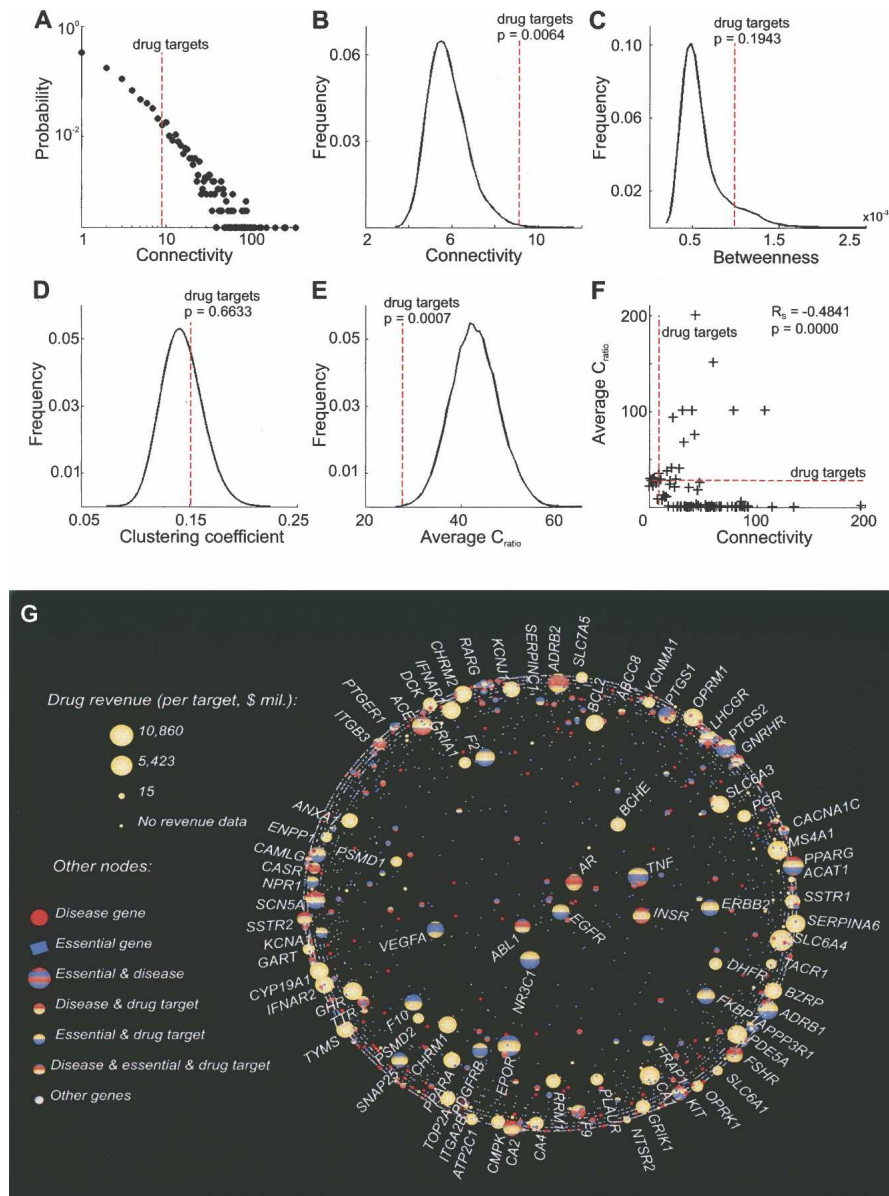 A
10⁰
drug targets
Probability
10⁻²
1
10
100
Connectivity
B
drug targets
p = 0.0064
0.06
Frequency
0.03
2
6
10
Connectivity
C
drug targets
p = 0.1943
0.10
Frequency
0.06
0.02
x10⁻³
0.5
1.5
2.5
Betweenness
D
drug targets
p = 0.6633
0.05
Frequency
0.03
0.01
0.05
0.15
0.25
Clustering coefficient
E
drug targets
p = 0.0007
0.05
Frequency
0.03
0.01
20
40
60
Average C_ratio
F
R_s = -0.4841
p = 0.0000
200
drug targets
Average C_ratio
100
drug targets
0
0
100
200
Connectivity
G
Drug revenue (per target, $ mil.):
10,860
5,423
15
No revenue data
Other nodes:
Disease gene
Essential gene
Essential & disease
Disease & drug target
Essential & drug target
Disease & essential & drug target
Other genes
PTGER1
ITGB3
DCK
ACE
IFNAR1
GRIA1
CHRM2
RARG
KCNJ1
ADRB2
SLC7A5
BCL2
ABCC8
KCNMA1
PTGS1
OPRM1
LHCGR
PTGS2
GNRHR
F2
SLC6A3
PGR
BCHE
CACNA1C
MS4A1
PPARG
ACAT1
SSTR1
SERPINA6
SLC6A4
TACR1
DHFR
BZRP
ADRB1
FKBP1A
PPP3R1
PDE5A
FSHR
SLC6A1
OPRK1
KIT
GRIK1
NTSR2
PLAUR
F9
RRM1
CA4
CA2
CMPK
ATP2C1
ITGA2B
TOP2A
PDGFRB
EPOR
PPARA
CHRM1
SNAP25
PSMD2
F10
TYMS
TTR
GHR
IFNAR2
CYP19A1
GART
KCNA1
SSTR2
SCN5A
NPR1
CASR
CAMLG
ENPP1
ANXA1
PSMD1
AR
TNF
EGFR
INSR
ERBB2
ABL1
VEGFA
NR3C1